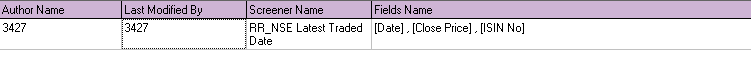 Author Name Last Modified By Screener Name Fields Name
3427 3427 RR_NSE Latest Traded Date [Date] , [Close Price] , [ISIN No]